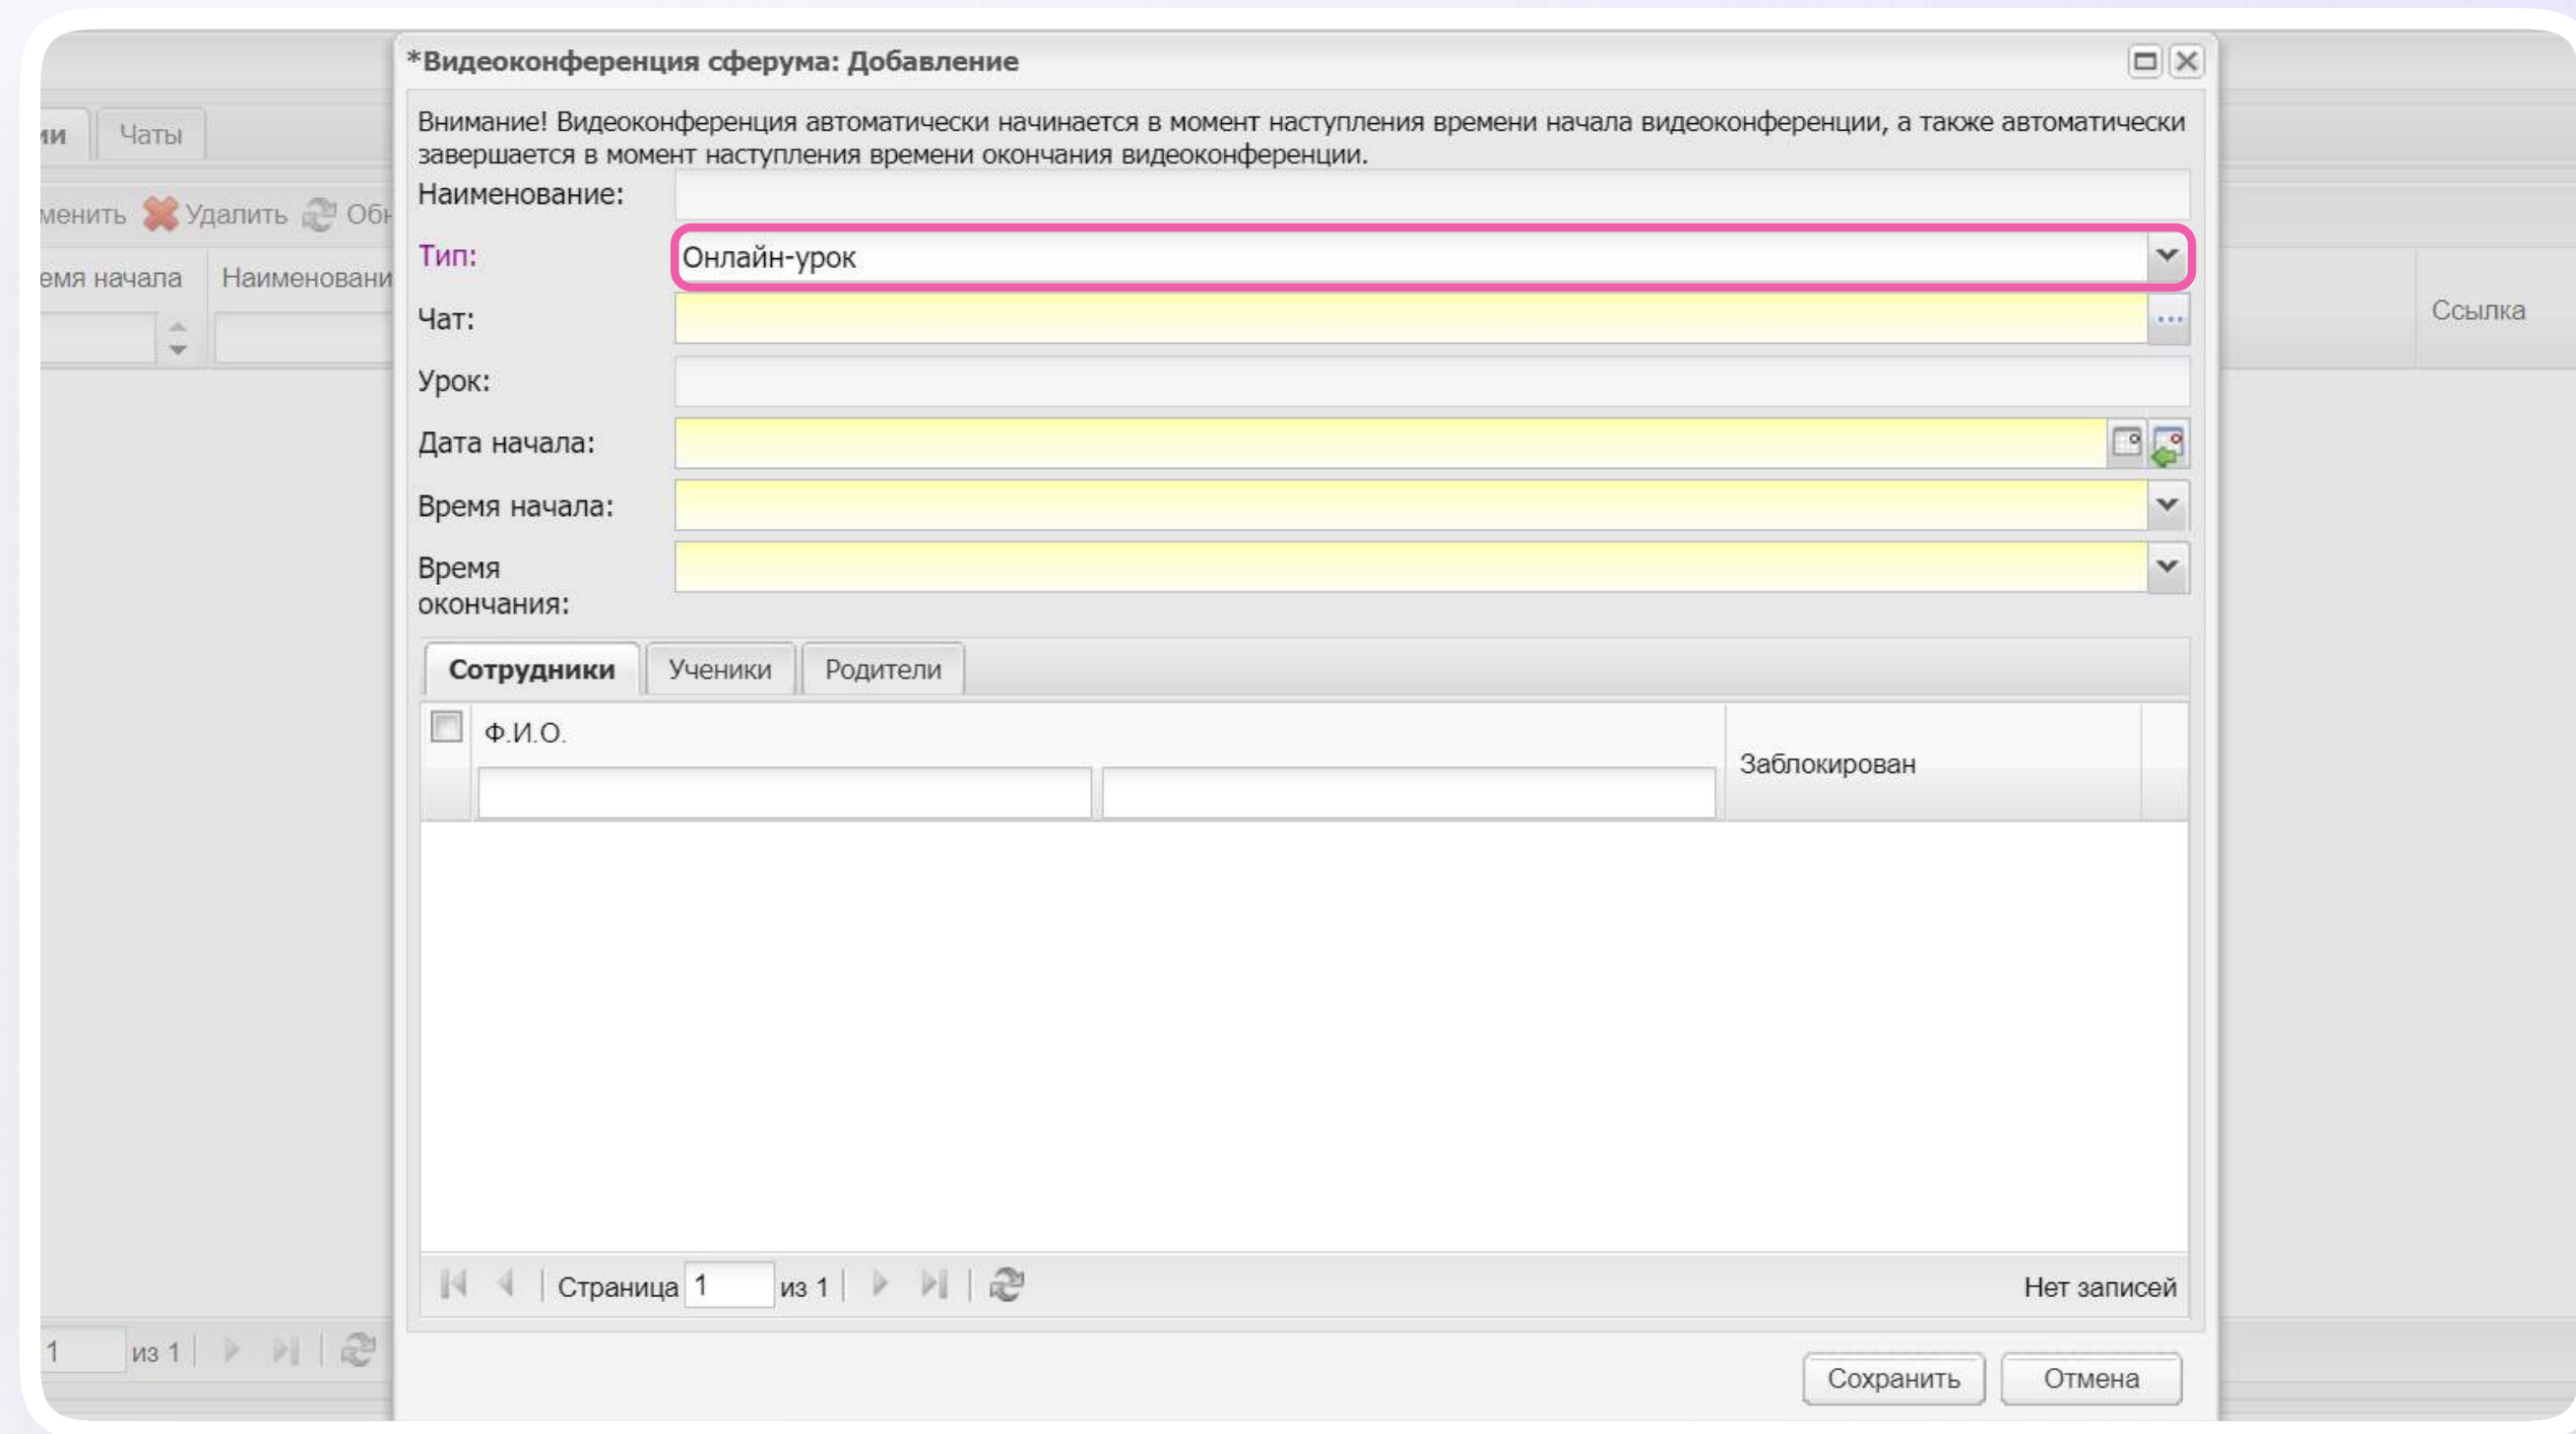 *Видеоконференция сферума: Добавление
Внимание! Видеоконференция автоматически начинается в момент наступления времени начала видеоконференции, а также автоматически
завершается в момент наступления времени окончания видеоконференции.
ии
Чаты
Наименование:
менить
Удалить
Обн
Тип:
Онлайн-урок
емя начала
Наименовани
Чат:
Ссылка
Урок:
Дата начала:
Время начала:
Время
окончания:
Сотрудники
Ученики
Родители
Ф.И.О.
Заблокирован
Страница 1 из 1
Нет записей
1 из 1
Сохранить
Отмена